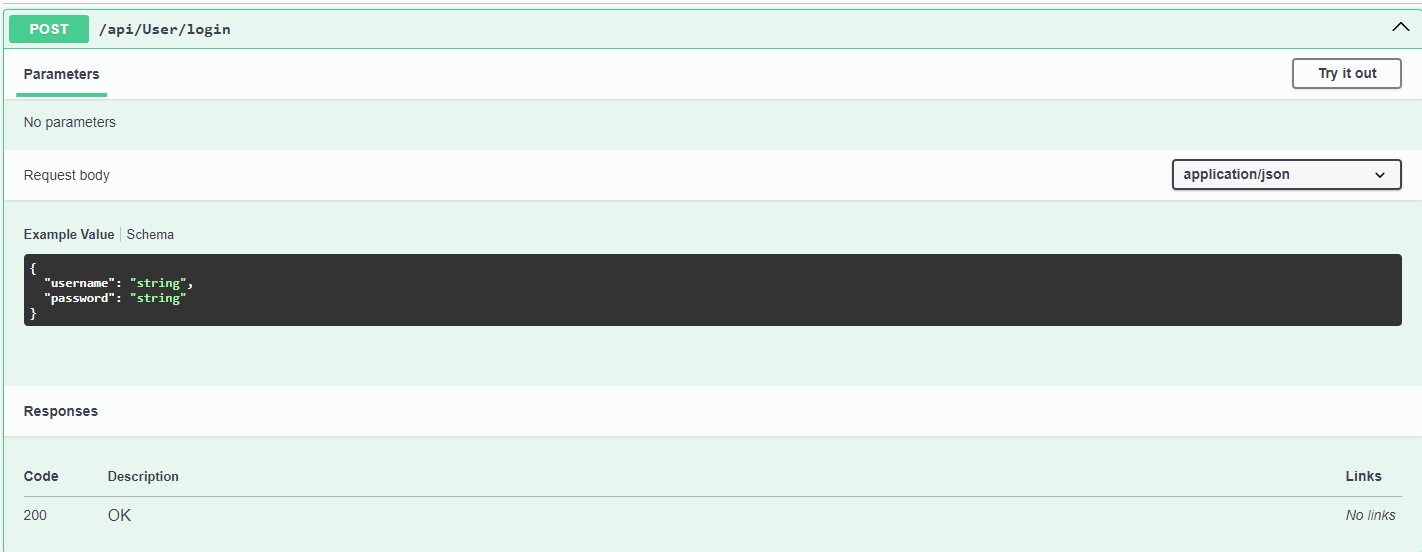 POST /api/User/login
Parameters Try it out
No parameters
Request body application/json
Example Value Schema
{
  "username": "string",
  "password": "string"
}
Responses
Code Description Links
200 OK No links